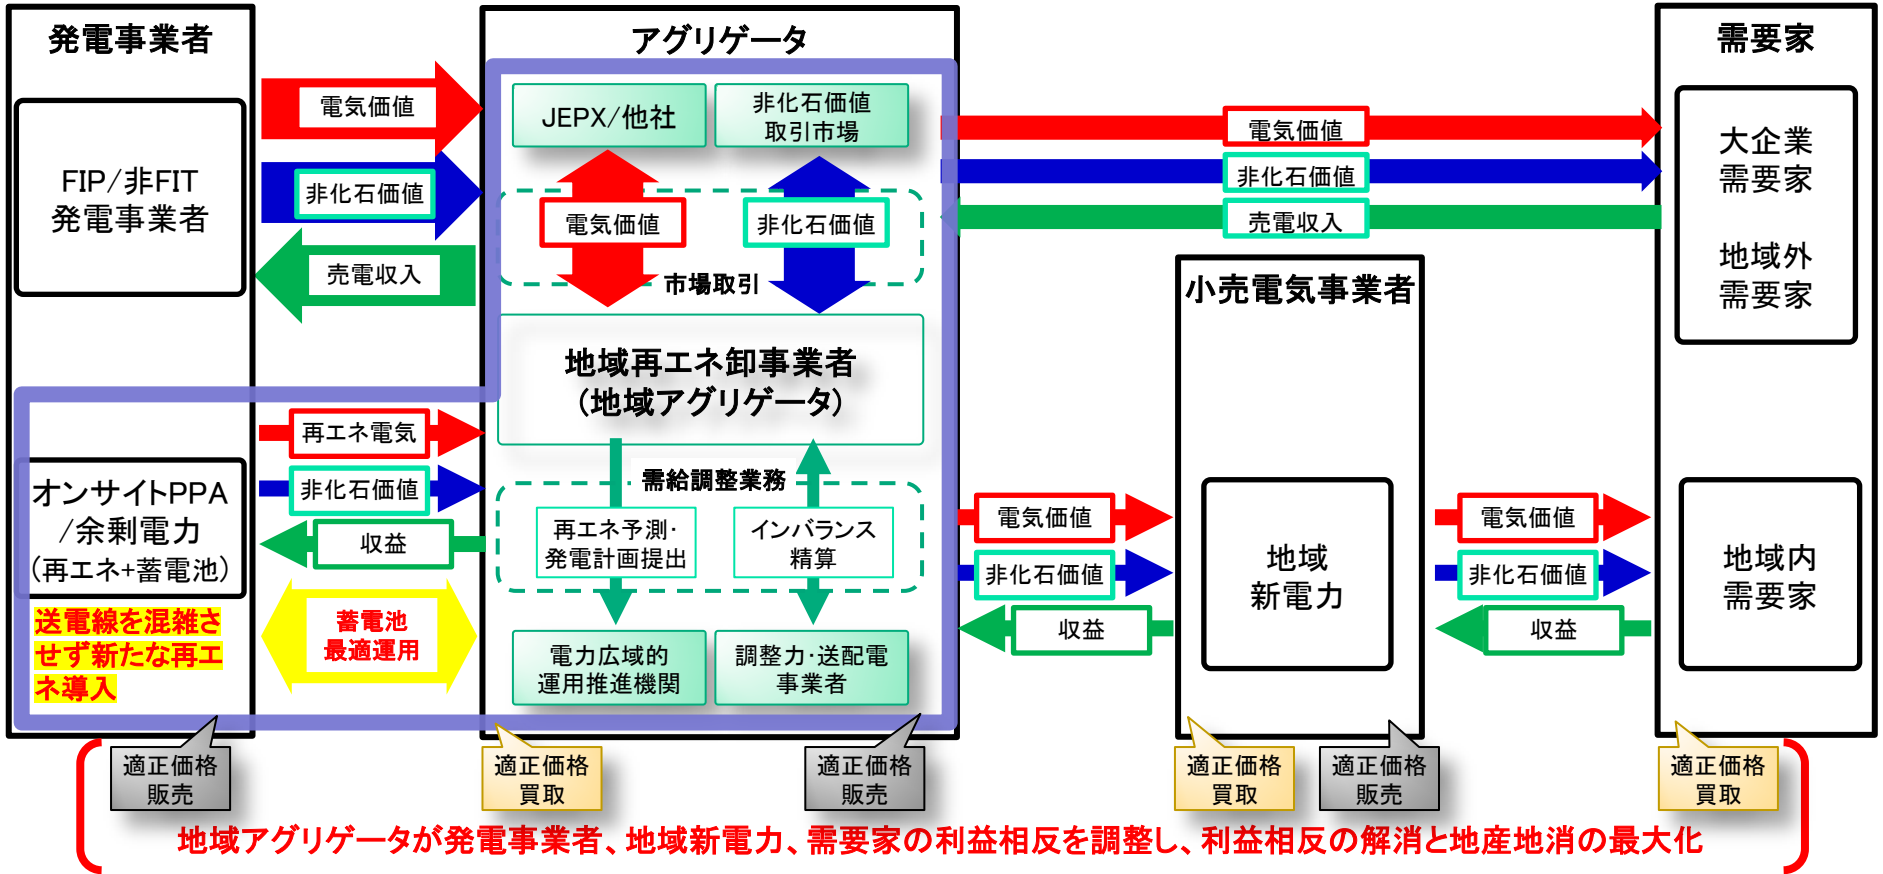 発電事業者
FIP/非FIT
発電事業者
電気価値
非化石価値
売電収入
オンサイトPPA
/余剰電力
(再エネ+蓄電池)
送電線を混雑さ
せず新たな再エ
ネ導入
再エネ電気
非化石価値
収益
蓄電池
最適運用
アグリゲータ
JEPX/他社
非化石価値
取引市場
電気価値
非化石価値
市場取引
地域再エネ卸事業者
(地域アグリゲータ)
需給調整業務
再エネ予測・
発電計画提出
インバランス
精算
電力広域的
運用推進機関
調整力・送配電
事業者
電気価値
非化石価値
売電収入
電気価値
非化石価値
収益
小売電気事業者
地域
新電力
電気価値
非化石価値
収益
需要家
大企業
需要家
地域外
需要家
地域内
需要家
適正価格
販売
適正価格
買取
適正価格
販売
適正価格
買取
適正価格
販売
適正価格
買取
地域アグリゲータが発電事業者、地域新電力、需要家の利益相反を調整し、利益相反の解消と地産地消の最大化